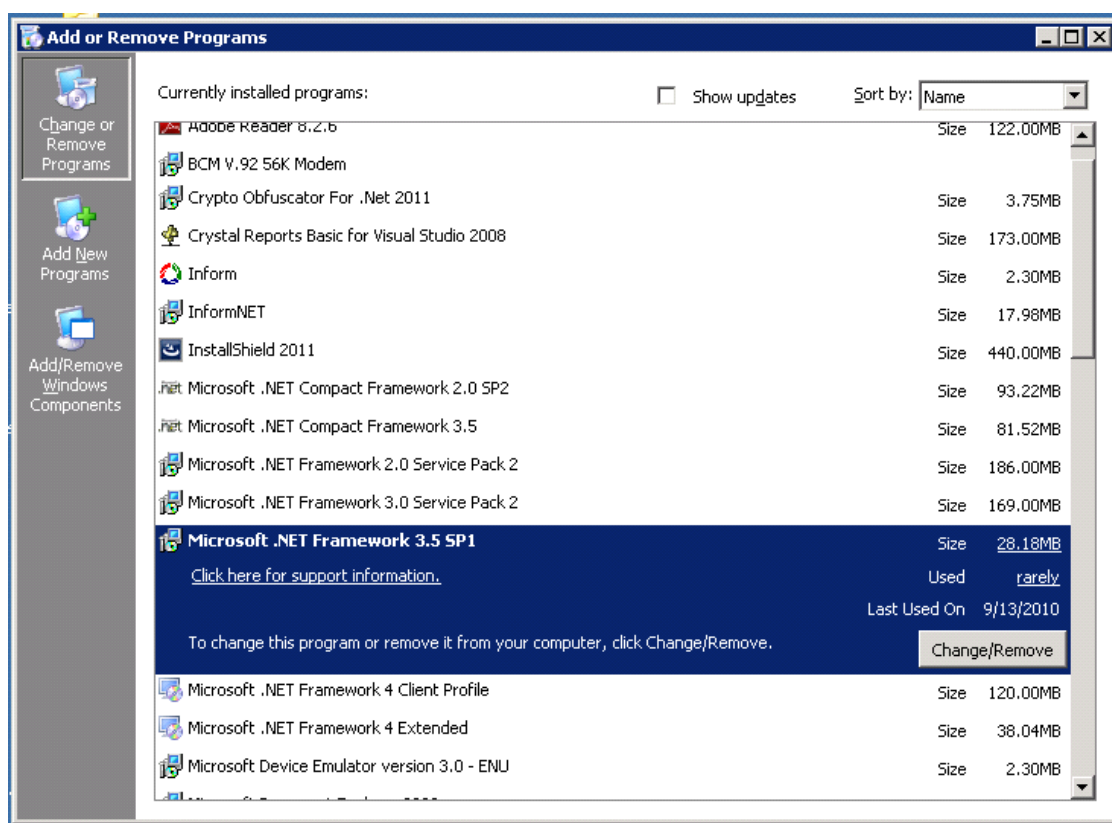 Add or Remove Programs
Change or
Remove
Programs
Add New
Programs
Add/Remove
Windows
Components
Currently installed programs:
Show updates
Sort by: Name
Adobe Reader 8.2.6 Size 122.00MB
BCM V.92 56K Modem
Crypto Obfuscator For .Net 2011 Size 3.75MB
Crystal Reports Basic for Visual Studio 2008 Size 173.00MB
Inform Size 2.30MB
InformNET Size 17.98MB
InstallShield 2011 Size 440.00MB
.net Microsoft .NET Compact Framework 2.0 SP2 Size 93.22MB
.net Microsoft .NET Compact Framework 3.5 Size 81.52MB
Microsoft .NET Framework 2.0 Service Pack 2 Size 186.00MB
Microsoft .NET Framework 3.0 Service Pack 2 Size 169.00MB
Microsoft .NET Framework 3.5 SP1 Size 28.18MB
Click here for support information. Used rarely
Last Used On 9/13/2010
To change this program or remove it from your computer, click Change/Remove. Change/Remove
Microsoft .NET Framework 4 Client Profile Size 120.00MB
Microsoft .NET Framework 4 Extended Size 38.04MB
Microsoft Device Emulator version 3.0 - ENU Size 2.30MB